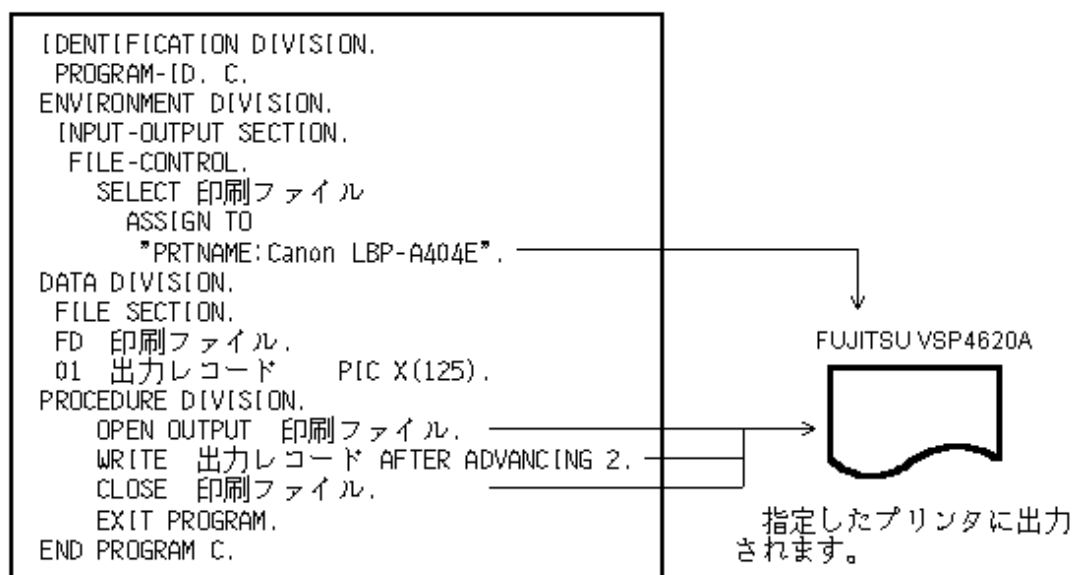 IDENTIFICATION DIVISION.
PROGRAM-ID. C.
ENVIRONMENT DIVISION.
INPUT-OUTPUT SECTION.
FILE-CONTROL.
SELECT 印刷ファイル
ASSIGN TO
"PRTNAME:Canon LBP-A404E".
DATA DIVISION.
FILE SECTION.
FD 印刷ファイル.
01 出力レコード PIC X(125).
PROCEDURE DIVISION.
OPEN OUTPUT 印刷ファイル.
WRITE 出力レコード AFTER ADVANCING 2.
CLOSE 印刷ファイル.
EXIT PROGRAM.
END PROGRAM C.
FUJITSU VSP4620A
指定したプリンタに出力
されます。